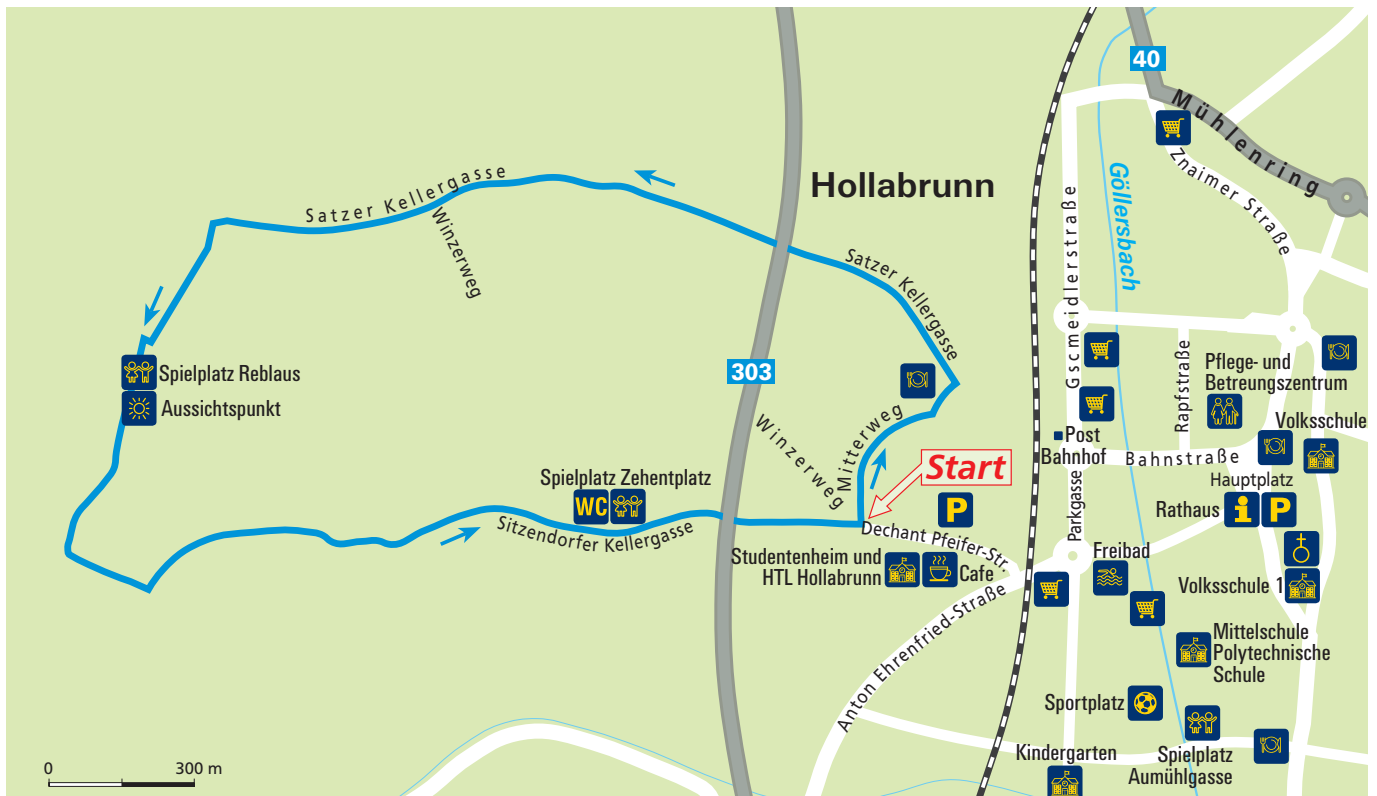 40
Mühlenring
Znaimer Straße
Göllersbach
Gscmeidlerstraße
Hollabrunn
Satzer Kellergasse
Winzerweg
Satzer Kellergasse
303
Spielplatz Reblaus
Aussichtspunkt
Rapfstraße
Pflege- und
Betreungszentrum
Volksschule
Post
Bahnhof
Bahnstraße
Hauptplatz
Winzerweg
Mitterweg
Start
Spielplatz Zehentplatz
WC
Sitzendorfer Kellergasse
P
Dechant Pfeifer-Str.
Parkgasse
Rathaus
i
P
Freibad
Studentenheim und
HTL Hollabrunn
Cafe
Volksschule 1
Anton Ehrenfried-Straße
Mittelschule
Polytechnische
Schule
Sportplatz
Kindergarten
Spielplatz
Aumühlgasse
0
300 m